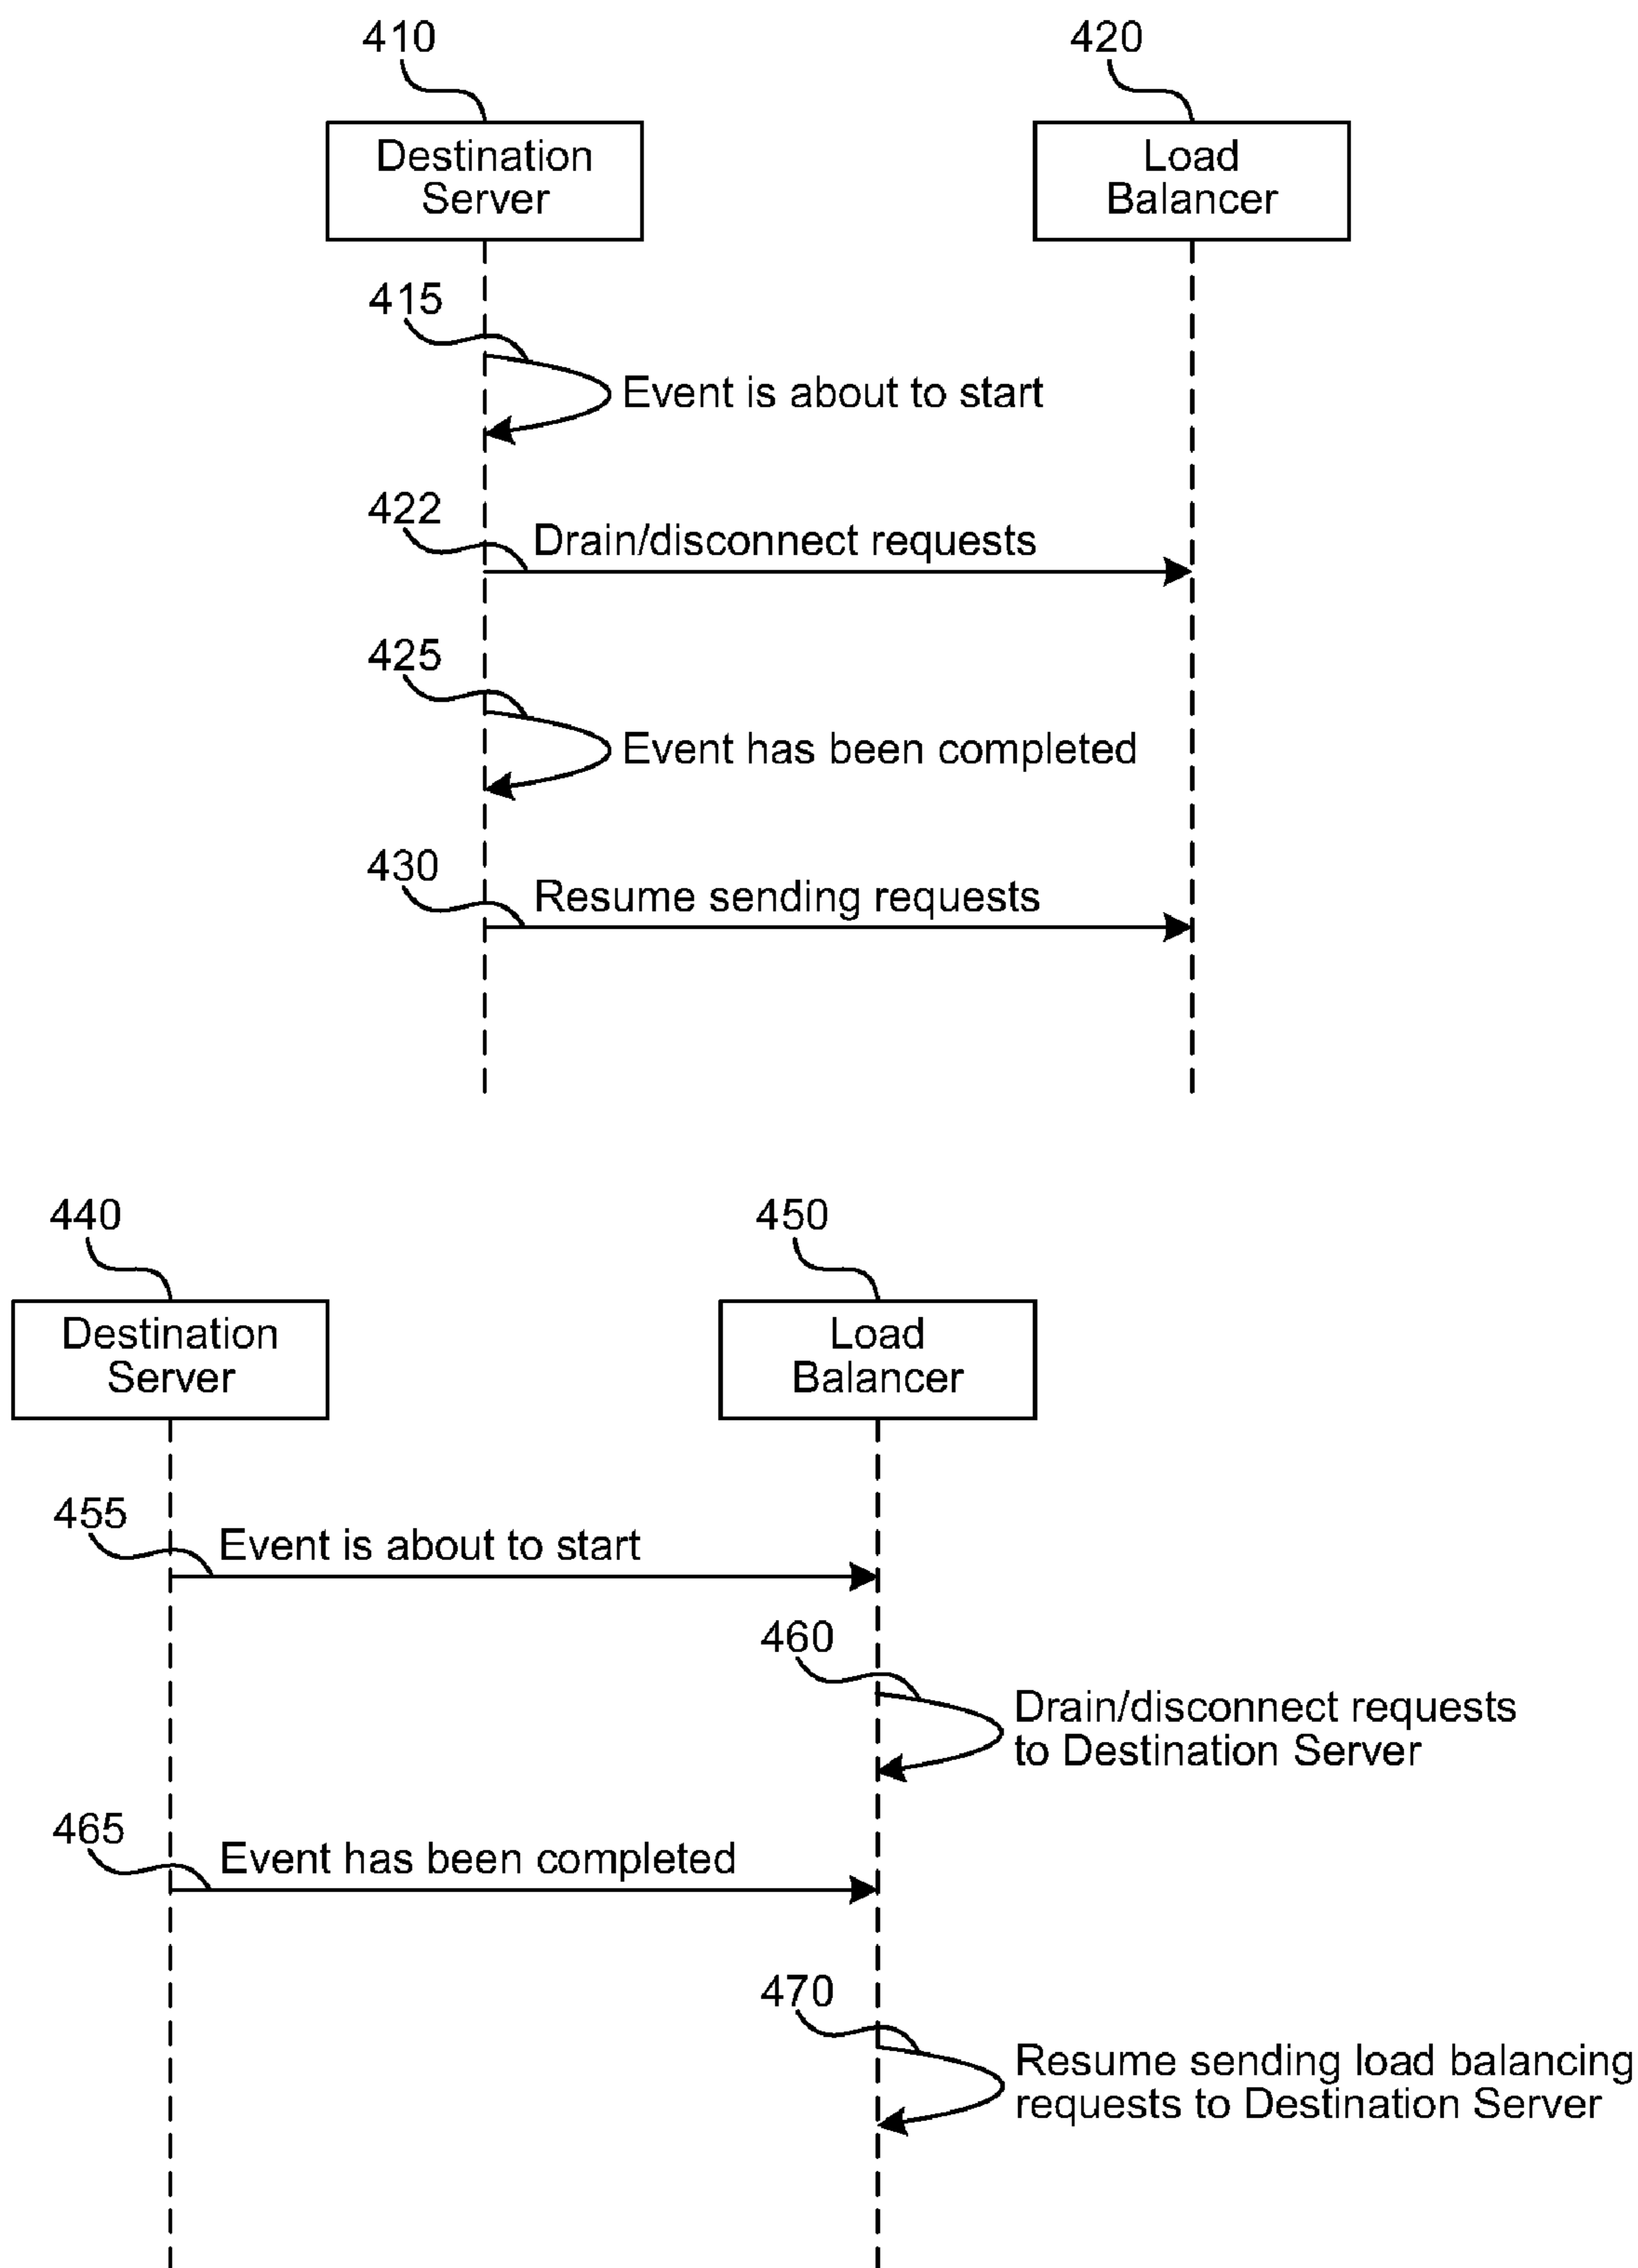 410
420
Destination
Server
Load
Balancer
415
Event is about to start
422
Drain/disconnect requests
425
Event has been completed
430
Resume sending requests
440
450
Destination
Server
Load
Balancer
455
Event is about to start
460
Drain/disconnect requests
to Destination Server
465
Event has been completed
470
Resume sending load balancing
requests to Destination Server